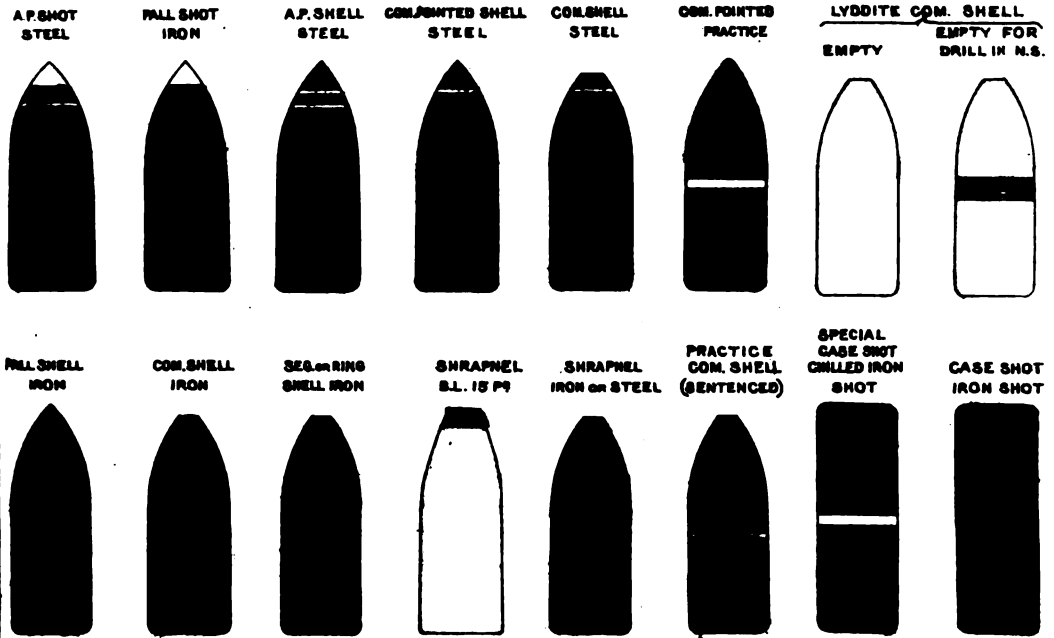 A.P. SHOT
STEEL
PALL SHOT
IRON
A.P. SHELL
STEEL
COM. POINTED SHELL
STEEL
COM. SHELL
STEEL
COM. POINTED
PRACTICE
LYDDITE COM. SHELL
EMPTY
EMPTY FOR
DRILL IN N.S.
PALL SHELL
IRON
COM. SHELL
IRON
SEG. OR RING
SHELL IRON
SHRAPNEL
B.L. 15 Pr
SHRAPNEL
IRON OR STEEL
PRACTICE
COM. SHELL
(SENTENCED)
SPECIAL
CASE SHOT
CHILLED IRON
SHOT
CASE SHOT
IRON SHOT